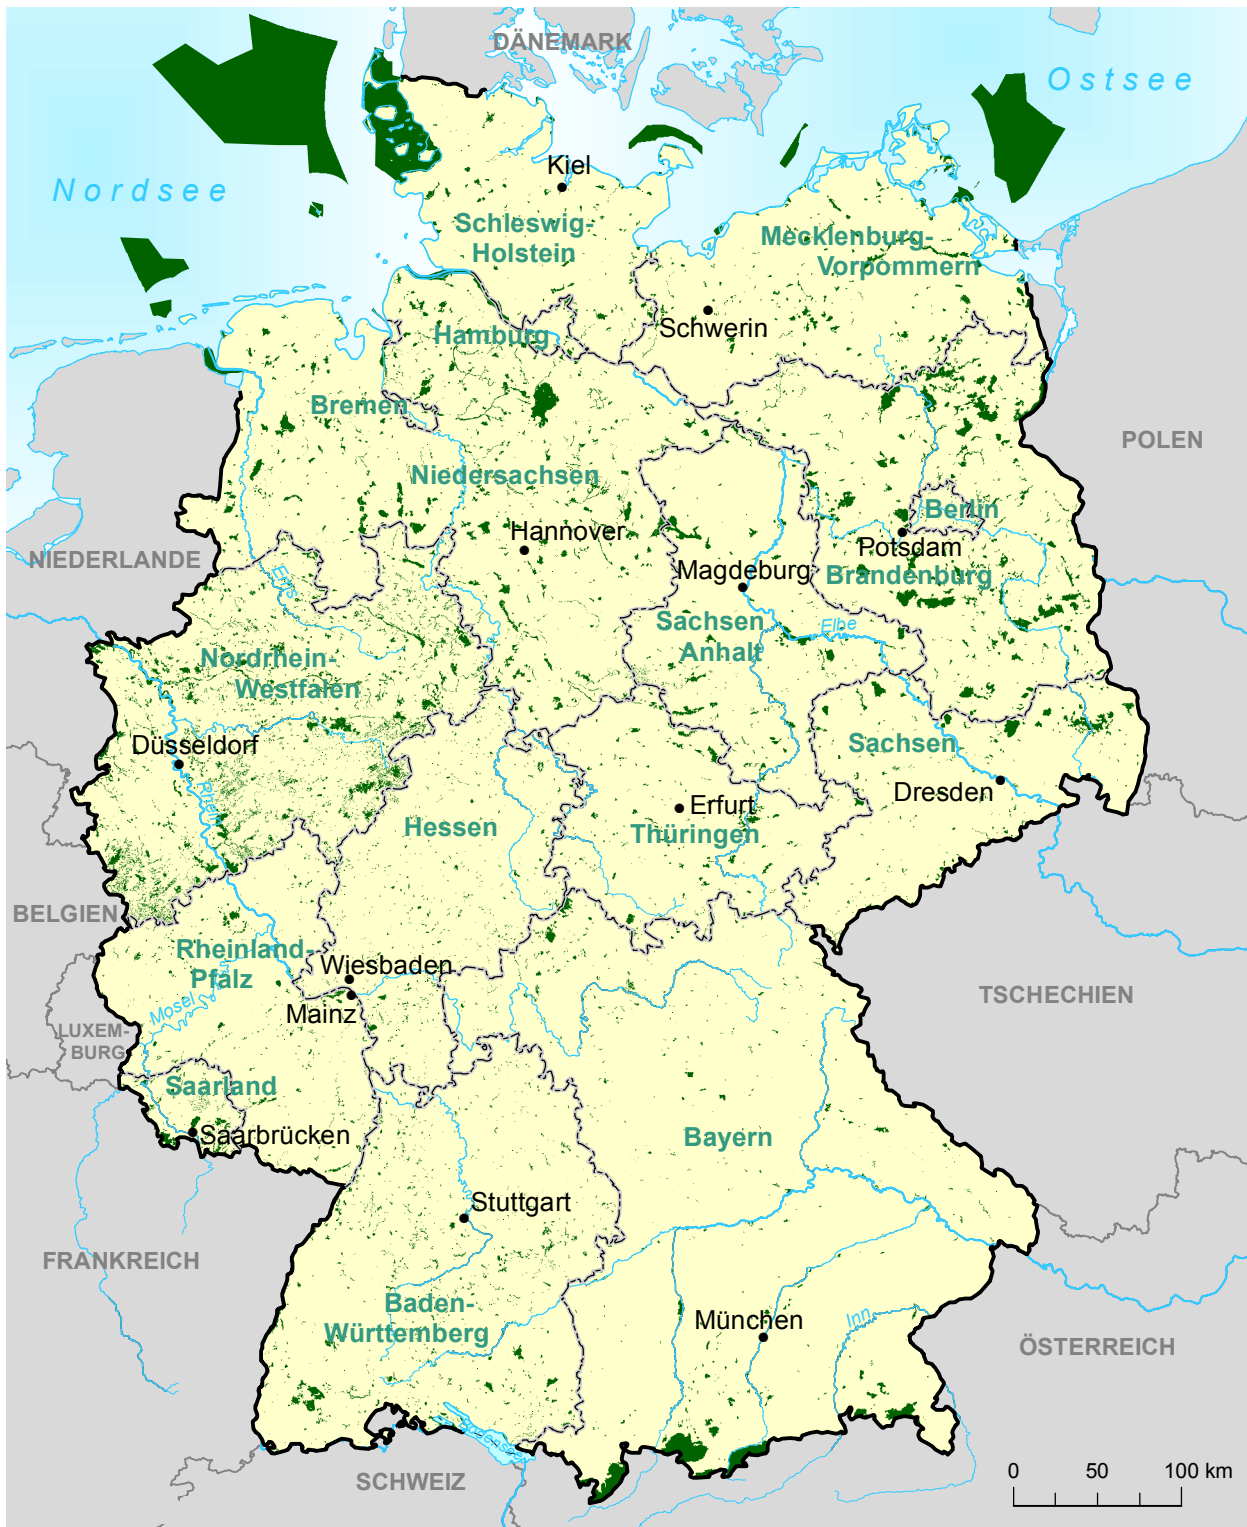 DÄNEMARK
Ostsee
Nordsee
Kiel
Schleswig-
Holstein
Mecklenburg-
Vorpommern
Schwerin
Hamburg
Bremen
POLEN
Niedersachsen
Berlin
Hannover
Potsdam
NIEDERLANDE
Ems
Magdeburg
Brandenburg
Sachsen
Anhalt
Elbe
Nordrhein-
Westfalen
Düsseldorf
Sachsen
Rhein
Dresden
Erfurt
Hessen
Thüringen
BELGIEN
Rheinland-
Pfalz
Wiesbaden
Mosel
Mainz
TSCHECHIEN
LUXEM-
BURG
Saarland
Saarbrücken
Bayern
Stuttgart
FRANKREICH
Baden-
Württemberg
München
Inn
ÖSTERREICH
Bodensee
SCHWEIZ
0 50 100 km